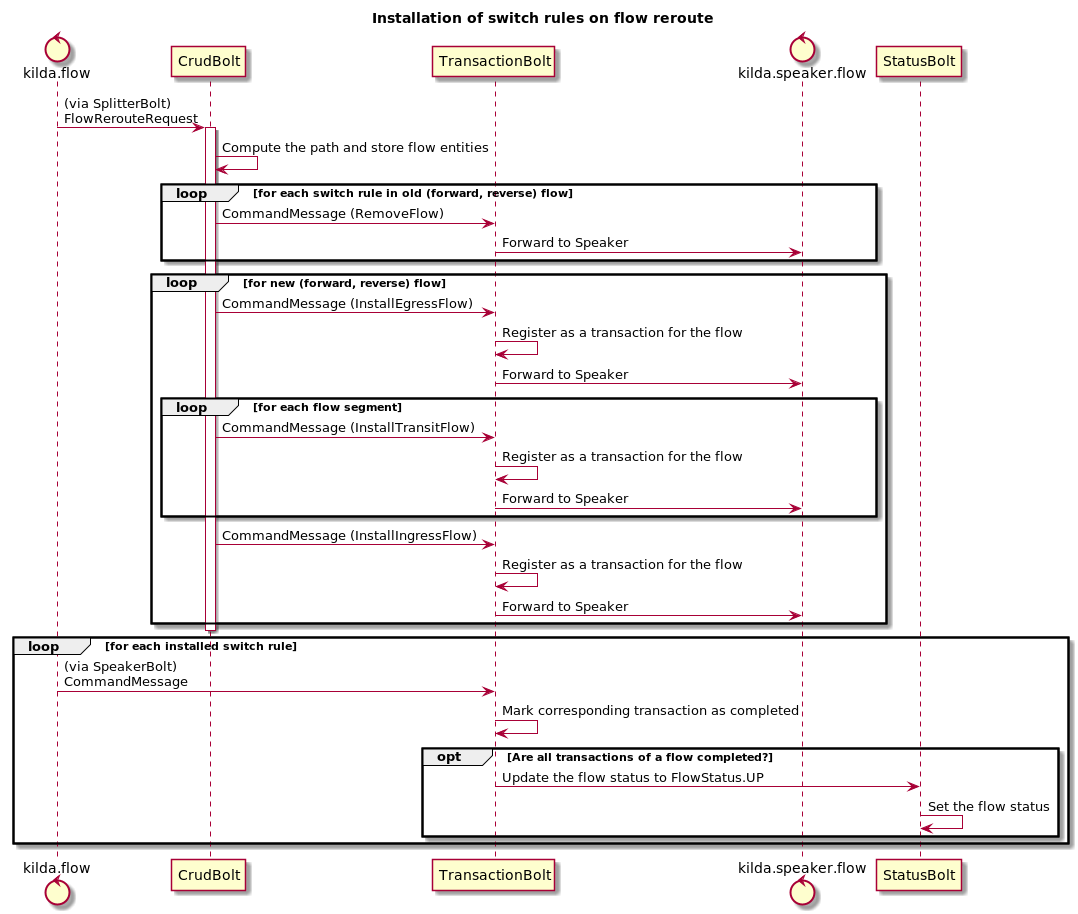 Installation of switch rules on flow reroute
kilda.flow
CrudBolt
TransactionBolt
kilda.speaker.flow
StatusBolt
(via SplitterBolt)
FlowRerouteRequest
Compute the path and store flow entities
loop [for each switch rule in old (forward, reverse) flow]
CommandMessage (RemoveFlow)
Forward to Speaker
loop [for new (forward, reverse) flow]
CommandMessage (InstallEgressFlow)
Register as a transaction for the flow
Forward to Speaker
loop [for each flow segment]
CommandMessage (InstallTransitFlow)
Register as a transaction for the flow
Forward to Speaker
CommandMessage (InstallIngressFlow)
Register as a transaction for the flow
Forward to Speaker
loop [for each installed switch rule]
(via SpeakerBolt)
CommandMessage
Mark corresponding transaction as completed
opt [Are all transactions of a flow completed?]
Update the flow status to FlowStatus.UP
Set the flow status
kilda.flow
CrudBolt
TransactionBolt
kilda.speaker.flow
StatusBolt